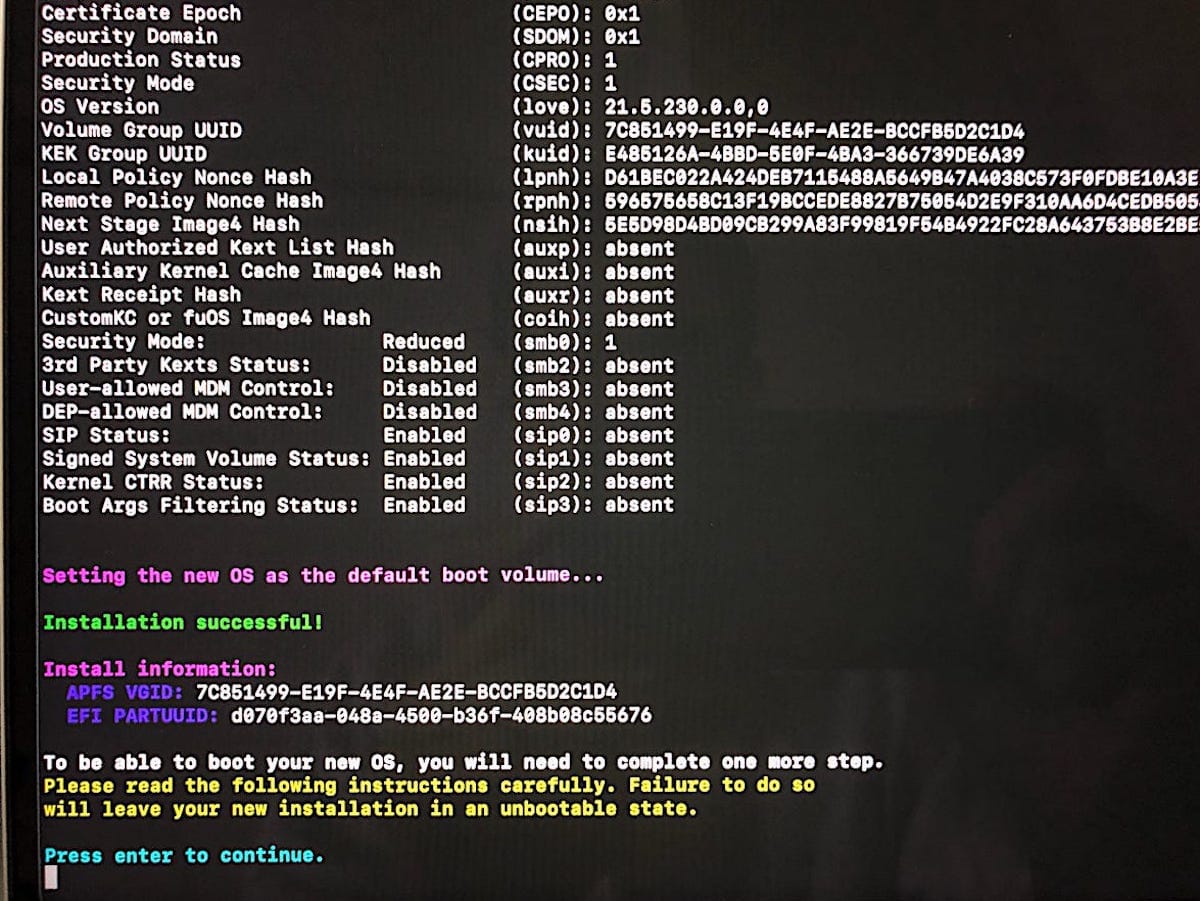 Certificate Epoch (CEPO): 0x1
Security Domain (SDOM): 0x1
Production Status (CPRO): 1
Security Mode (CSEC): 1
OS Version (love): 21.5.230.0.0,0
Volume Group UUID (vuid): 7C851499-E19F-4E4F-AE2E-BCCFB5D2C1D4
KEK Group UUID (kuid): E485126A-4BBD-5E0F-4BA3-366739DE6A39
Local Policy Nonce Hash (lpnh): D61BEC022A424DEB7115488A5649B47A4038C573F0FDBE10A3E
Remote Policy Nonce Hash (rpnh): 596575658C13F19BCCEDE8827B75054D2E9F310AA6D4CEDB505
Next Stage Image4 Hash (nsih): 5E5D98D4BD09CB299A83F99819F54B4922FC28A643753B8E2BE
User Authorized Kext List Hash (auxp): absent
Auxiliary Kernel Cache Image4 Hash (auxi): absent
Kext Receipt Hash (auxr): absent
CustomKC or fuOS Image4 Hash (coih): absent
Security Mode: Reduced (smb0): 1
3rd Party Kexts Status: Disabled (smb2): absent
User-allowed MDM Control: Disabled (smb3): absent
DEP-allowed MDM Control: Disabled (smb4): absent
SIP Status: Enabled (sip0): absent
Signed System Volume Status: Enabled (sip1): absent
Kernel CTRR Status: Enabled (sip2): absent
Boot Args Filtering Status: Enabled (sip3): absent
Setting the new OS as the default boot volume...
Installation successful!
Install information:
APFS VGID: 7C851499-E19F-4E4F-AE2E-BCCFB5D2C1D4
EFI PARTUUID: d070f3aa-048a-4500-b36f-408b08c55676
To be able to boot your new OS, you will need to complete one more step.
Please read the following instructions carefully. Failure to do so
will leave your new installation in an unbootable state.
Press enter to continue.